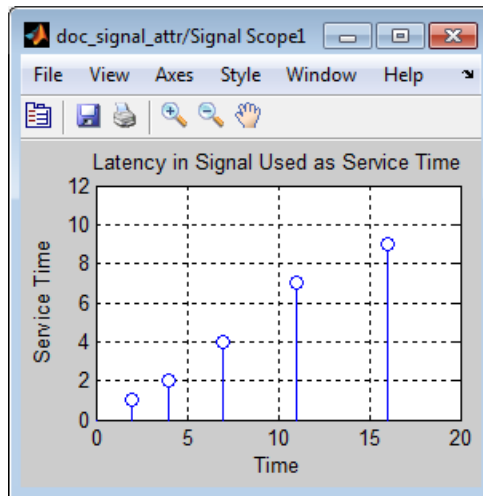 doc_signal_attr/Signal Scope1
File View Axes Style Window Help
Latency in Signal Used as Service Time
12
10
8
6
4
2
0
Service Time
0 5 10 15 20
Time